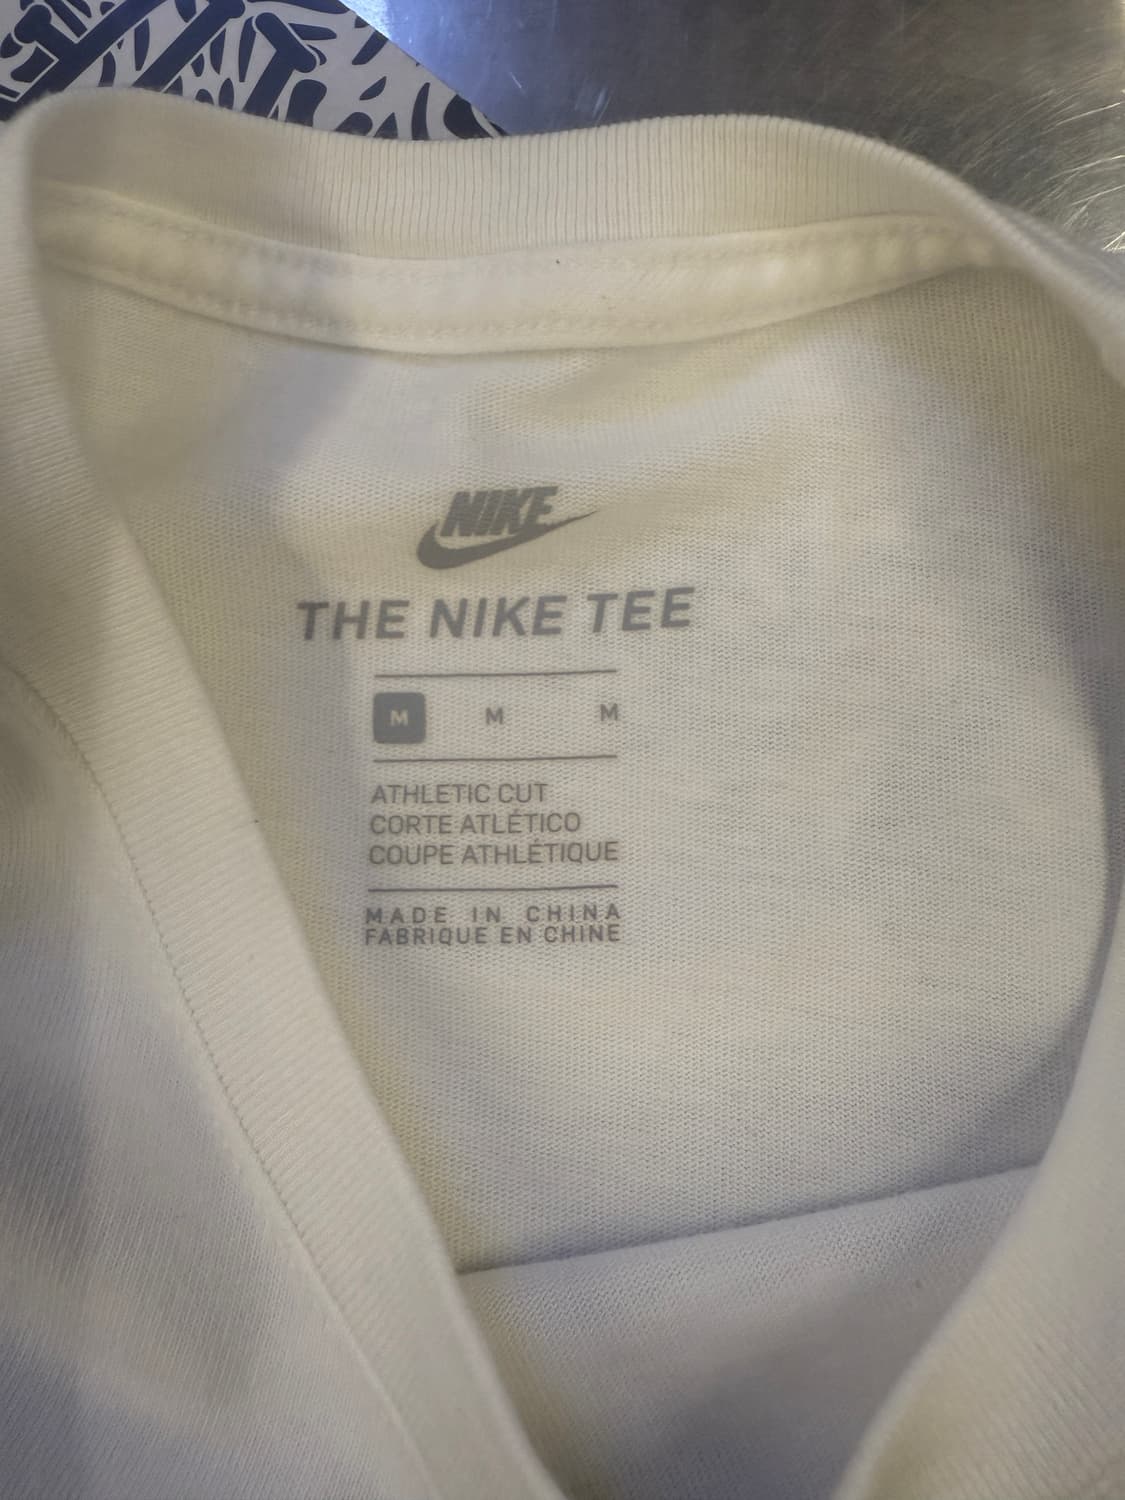 NIKE
THE NIKE TEE
M M M
ATHLETIC CUT
CORTE ATLÉTICO
COUPE ATHLÉTIQUE
MADE IN CHINA
FABRIQUE EN CHINE